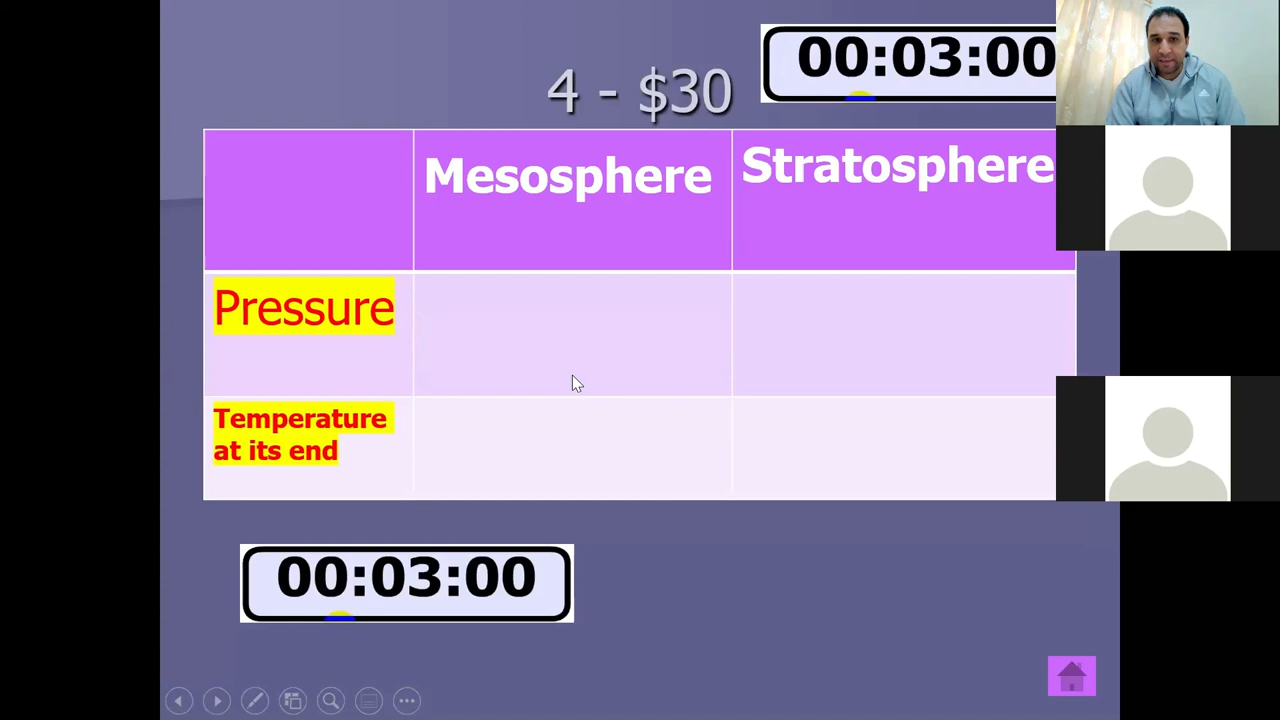 00:03:00
4 - $30
Mesosphere
Stratosphere
Pressure
Temperature
at its end
00:03:00